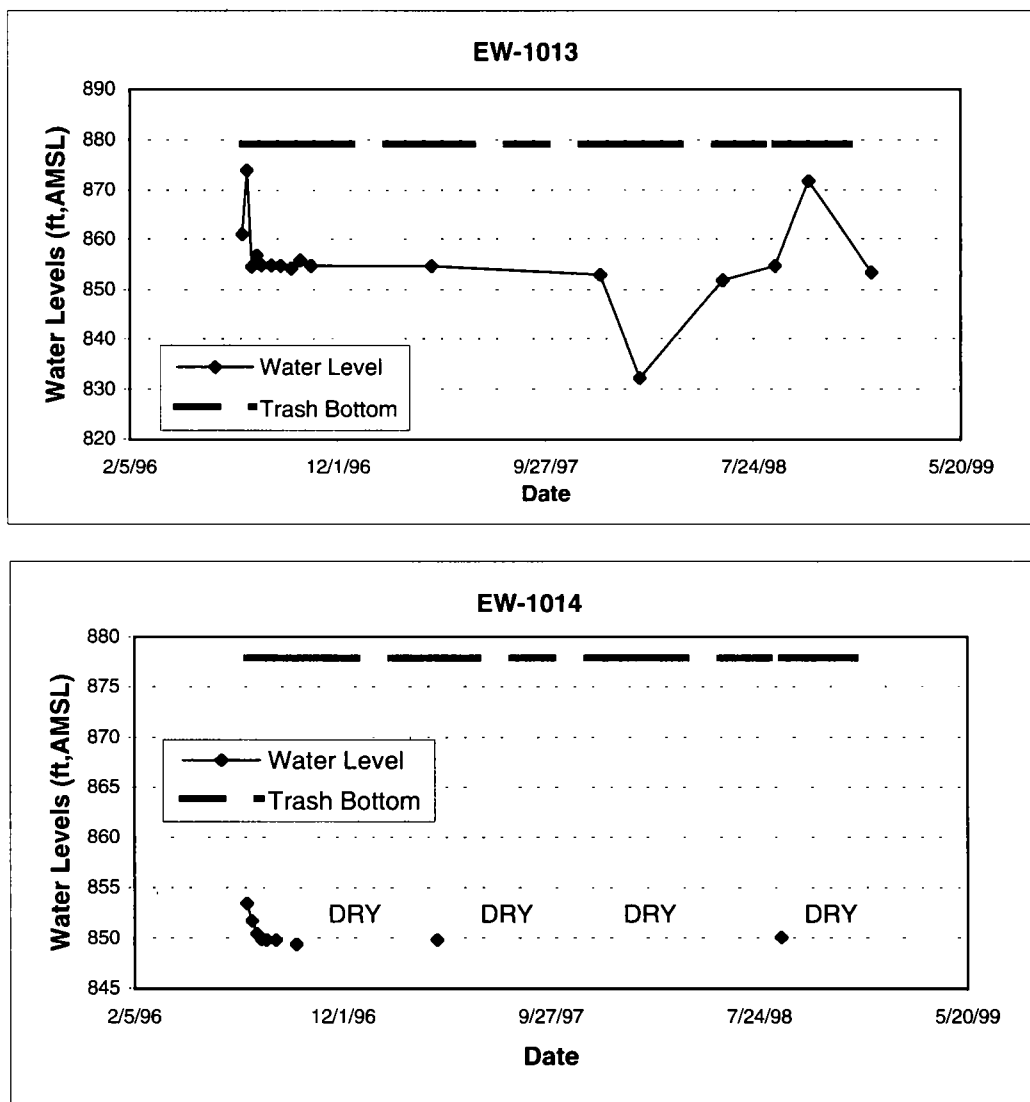 EW-1013
Water Levels (ft,AMSL)
890
880
870
860
850
840
830
820
Water Level
Trash Bottom
2/5/96 12/1/96 9/27/97 7/24/98 5/20/99
Date
EW-1014
Water Levels (ft,AMSL)
880
875
870
865
860
855
850
845
Water Level
Trash Bottom
DRY DRY DRY DRY
2/5/96 12/1/96 9/27/97 7/24/98 5/20/99
Date